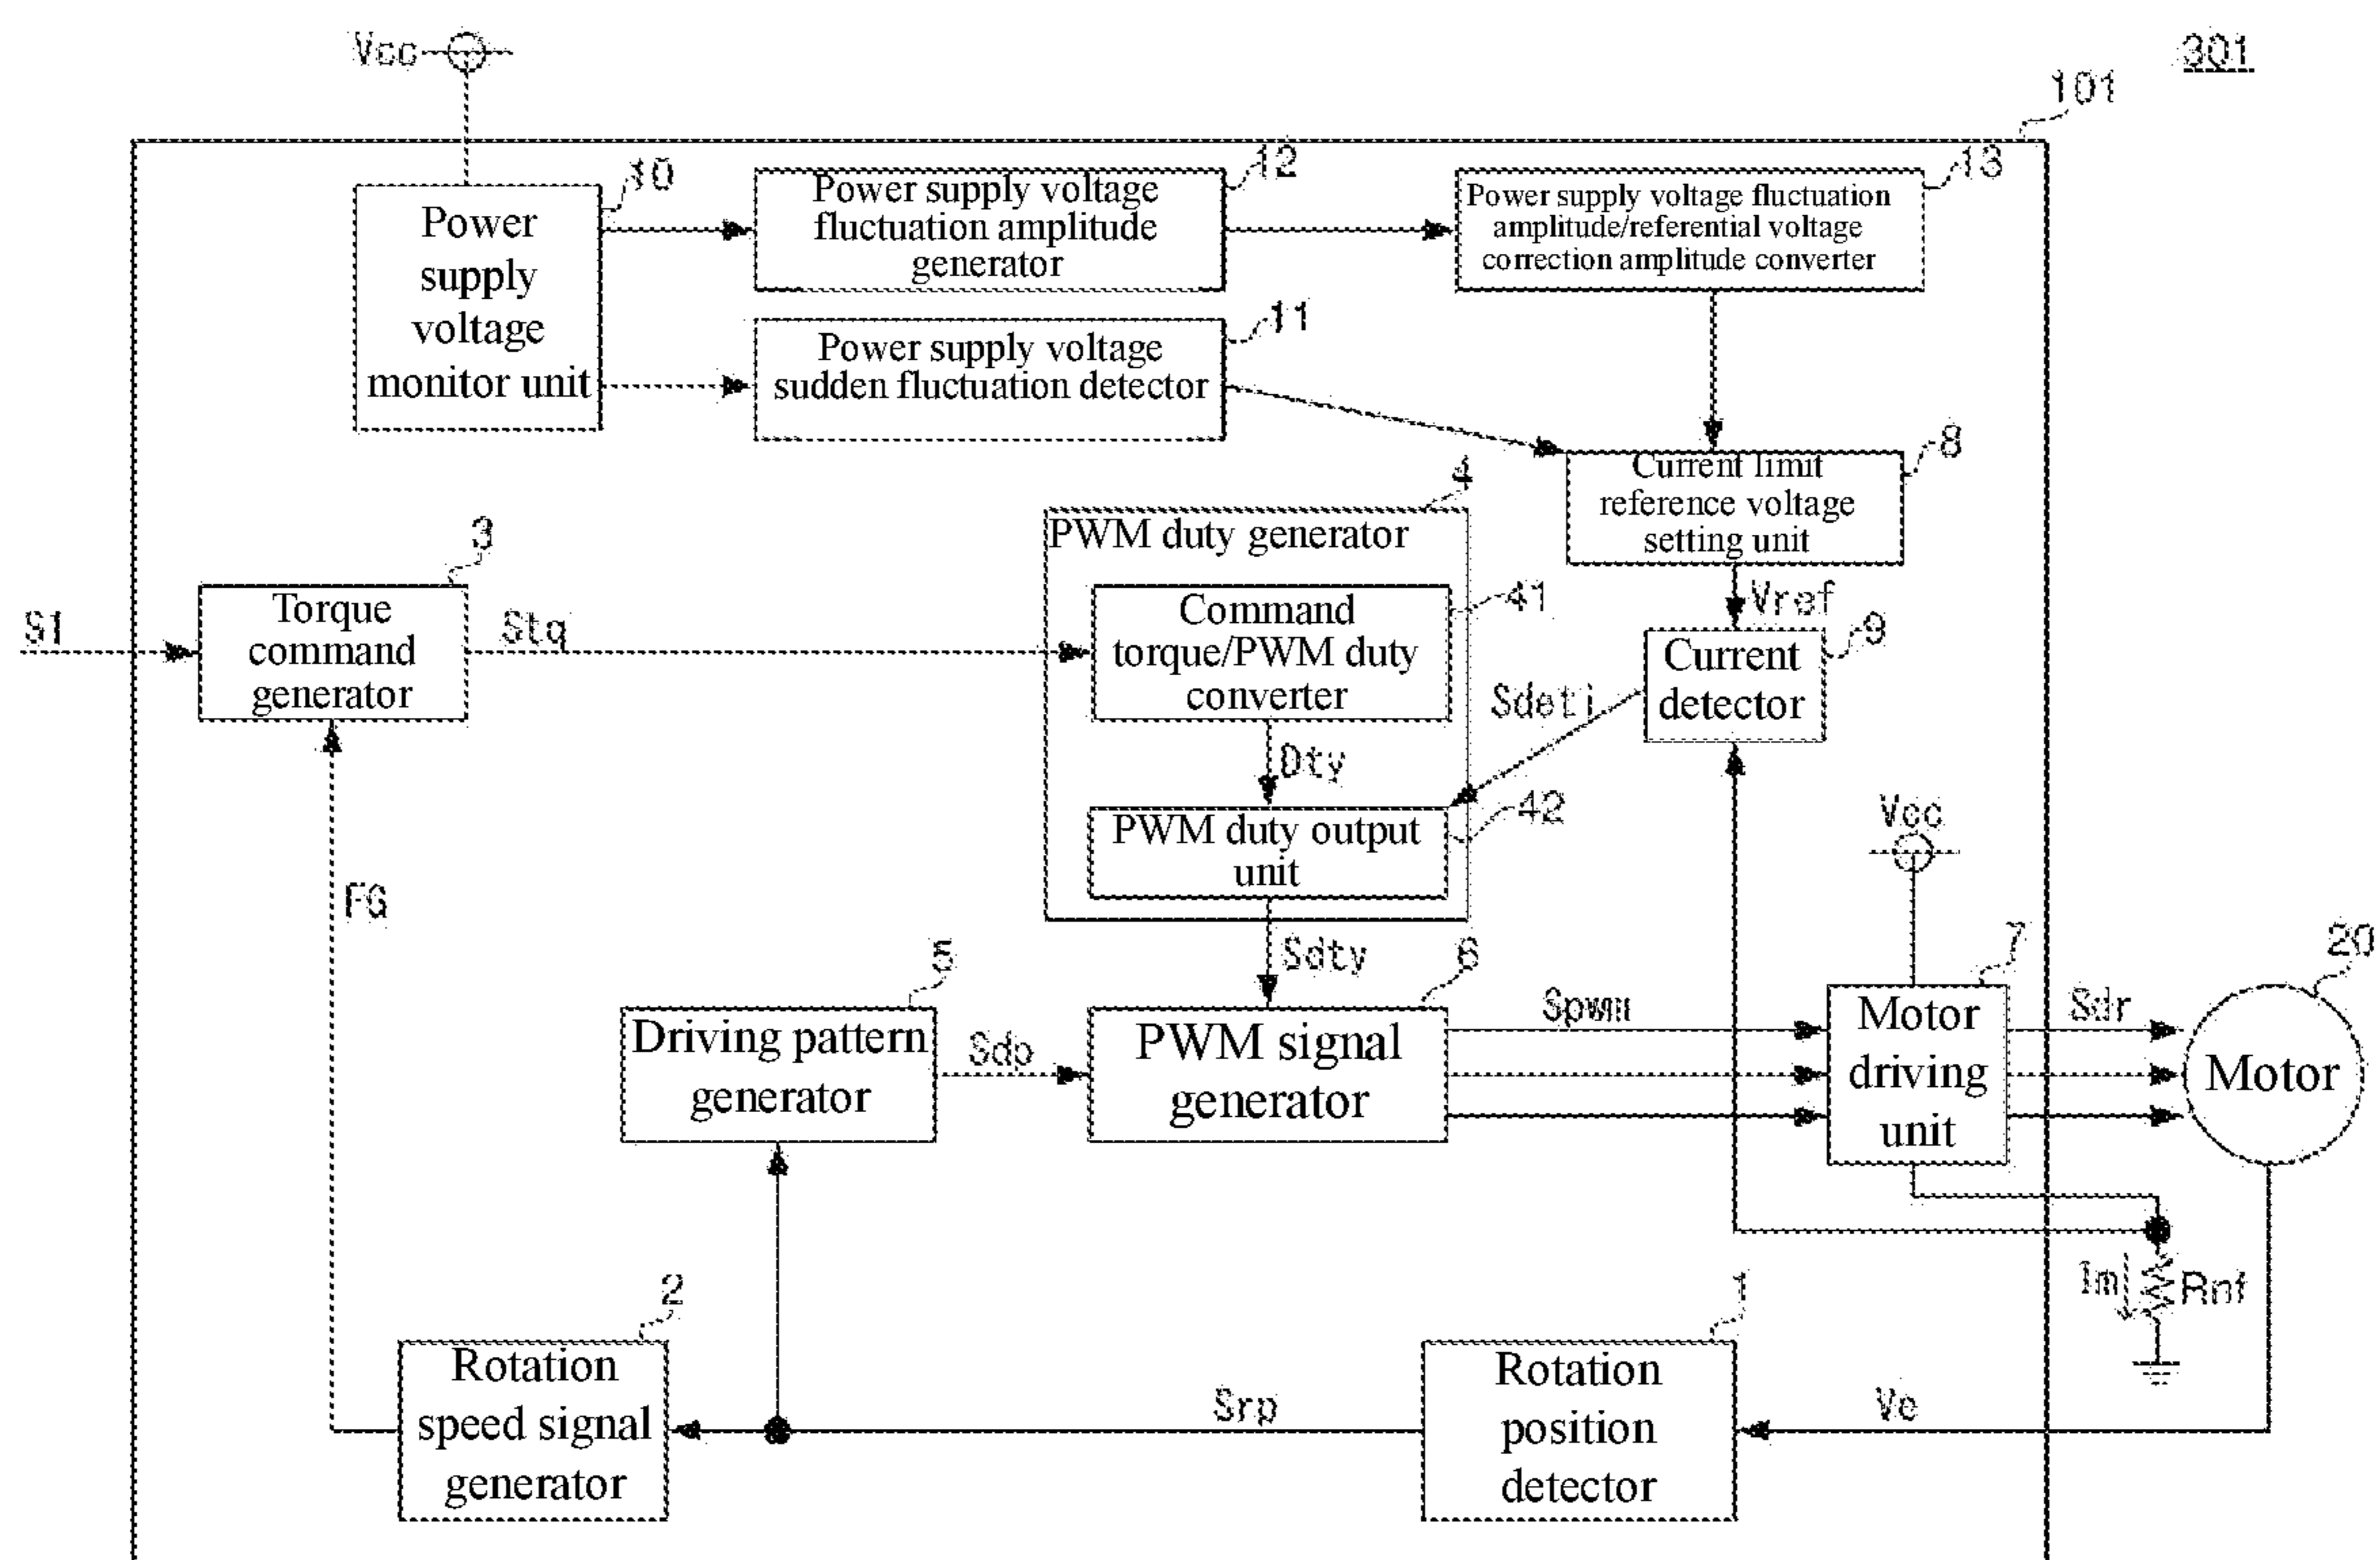 Vcc
301
101
10
12
13
Power
supply
voltage
monitor unit
Power supply voltage
fluctuation amplitude
generator
Power supply voltage fluctuation
amplitude/referential voltage
correction amplitude converter
11
Power supply voltage
sudden fluctuation detector
8
Current limit
reference voltage
setting unit
4
PWM duty generator
3
Torque
command
generator
S1
Stq
41
Command
torque/PWM duty
converter
Vref
9
Current
detector
Sdeti
Dty
42
PWM duty output
unit
Vcc
FG
Sdty
5
6
7
20
Driving pattern
generator
Sdp
PWM signal
generator
Spwm
Motor
driving
unit
Sdr
Motor
Im
Rnf
2
1
Rotation
speed signal
generator
Srp
Rotation
position
detector
Ve